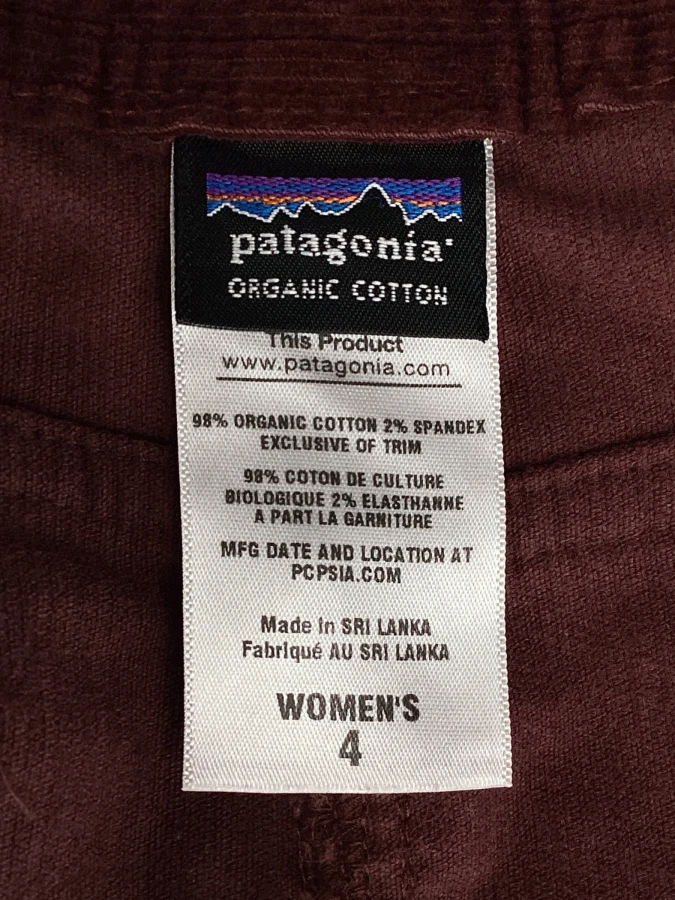 patagonia®
ORGANIC COTTON
This Product
www.patagonia.com
98% ORGANIC COTTON 2% SPANDEX
EXCLUSIVE OF TRIM
98% COTON DE CULTURE
BIOLOGIQUE 2% ELASTHANNE
A PART LA GARNITURE
MFG DATE AND LOCATION AT
PCPSIA.COM
Made in SRI LANKA
Fabriqué AU SRI LANKA
WOMEN'S
4